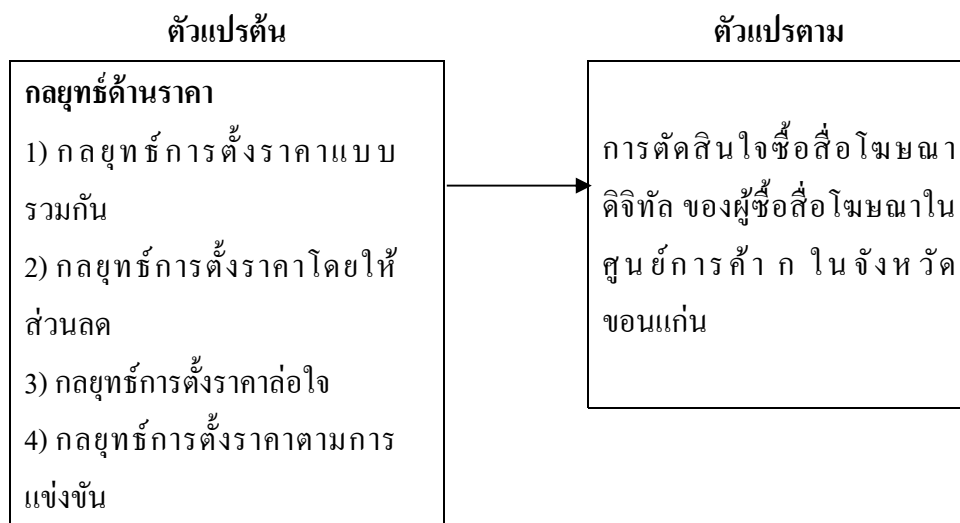 ตัวแปรต้น
ตัวแปรตาม
กลยุทธ์ด้านราคา
1) กลยุทธ์การตั้งราคาแบบ
รวมกัน
2) กลยุทธ์การตั้งราคาโดยให้
ส่วนลด
3) กลยุทธ์การตั้งราคาล่อใจ
4) กลยุทธ์การตั้งราคาตามการ
แข่งขัน
การตัดสินใจซื้อสื่อโฆษณา
ดิจิทัล ของผู้ซื้อสื่อโฆษณาใน
ศูนย์การค้า ก ในจังหวัด
ขอนแก่น